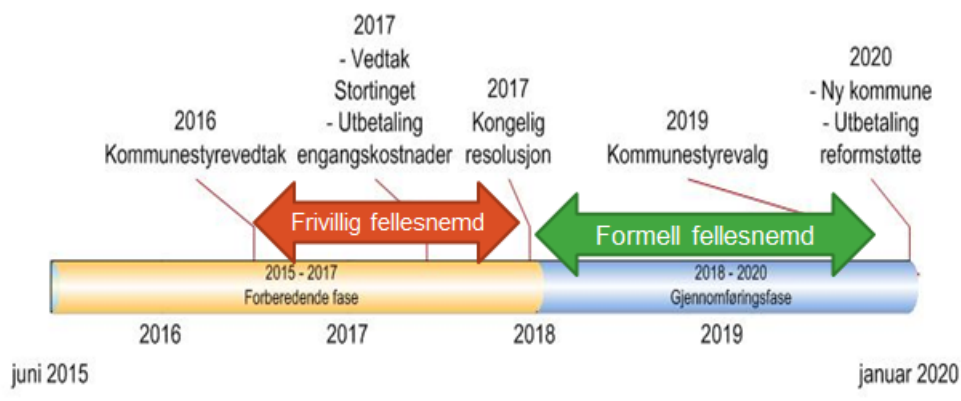 2016
Kommunestyrevedtak
2017
- Vedtak
Stortinget
- Utbetaling
engangskostnader
2017
Kongelig
resolusjon
2019
Kommunestyrevalg
2020
- Ny kommune
- Utbetaling
reformstøtte
Frivillig fellesnemd
Formell fellesnemd
2015 - 2017
Forberedende fase
2018 - 2020
Gjennomføringsfase
2016
2017
2018
2019
juni 2015
januar 2020